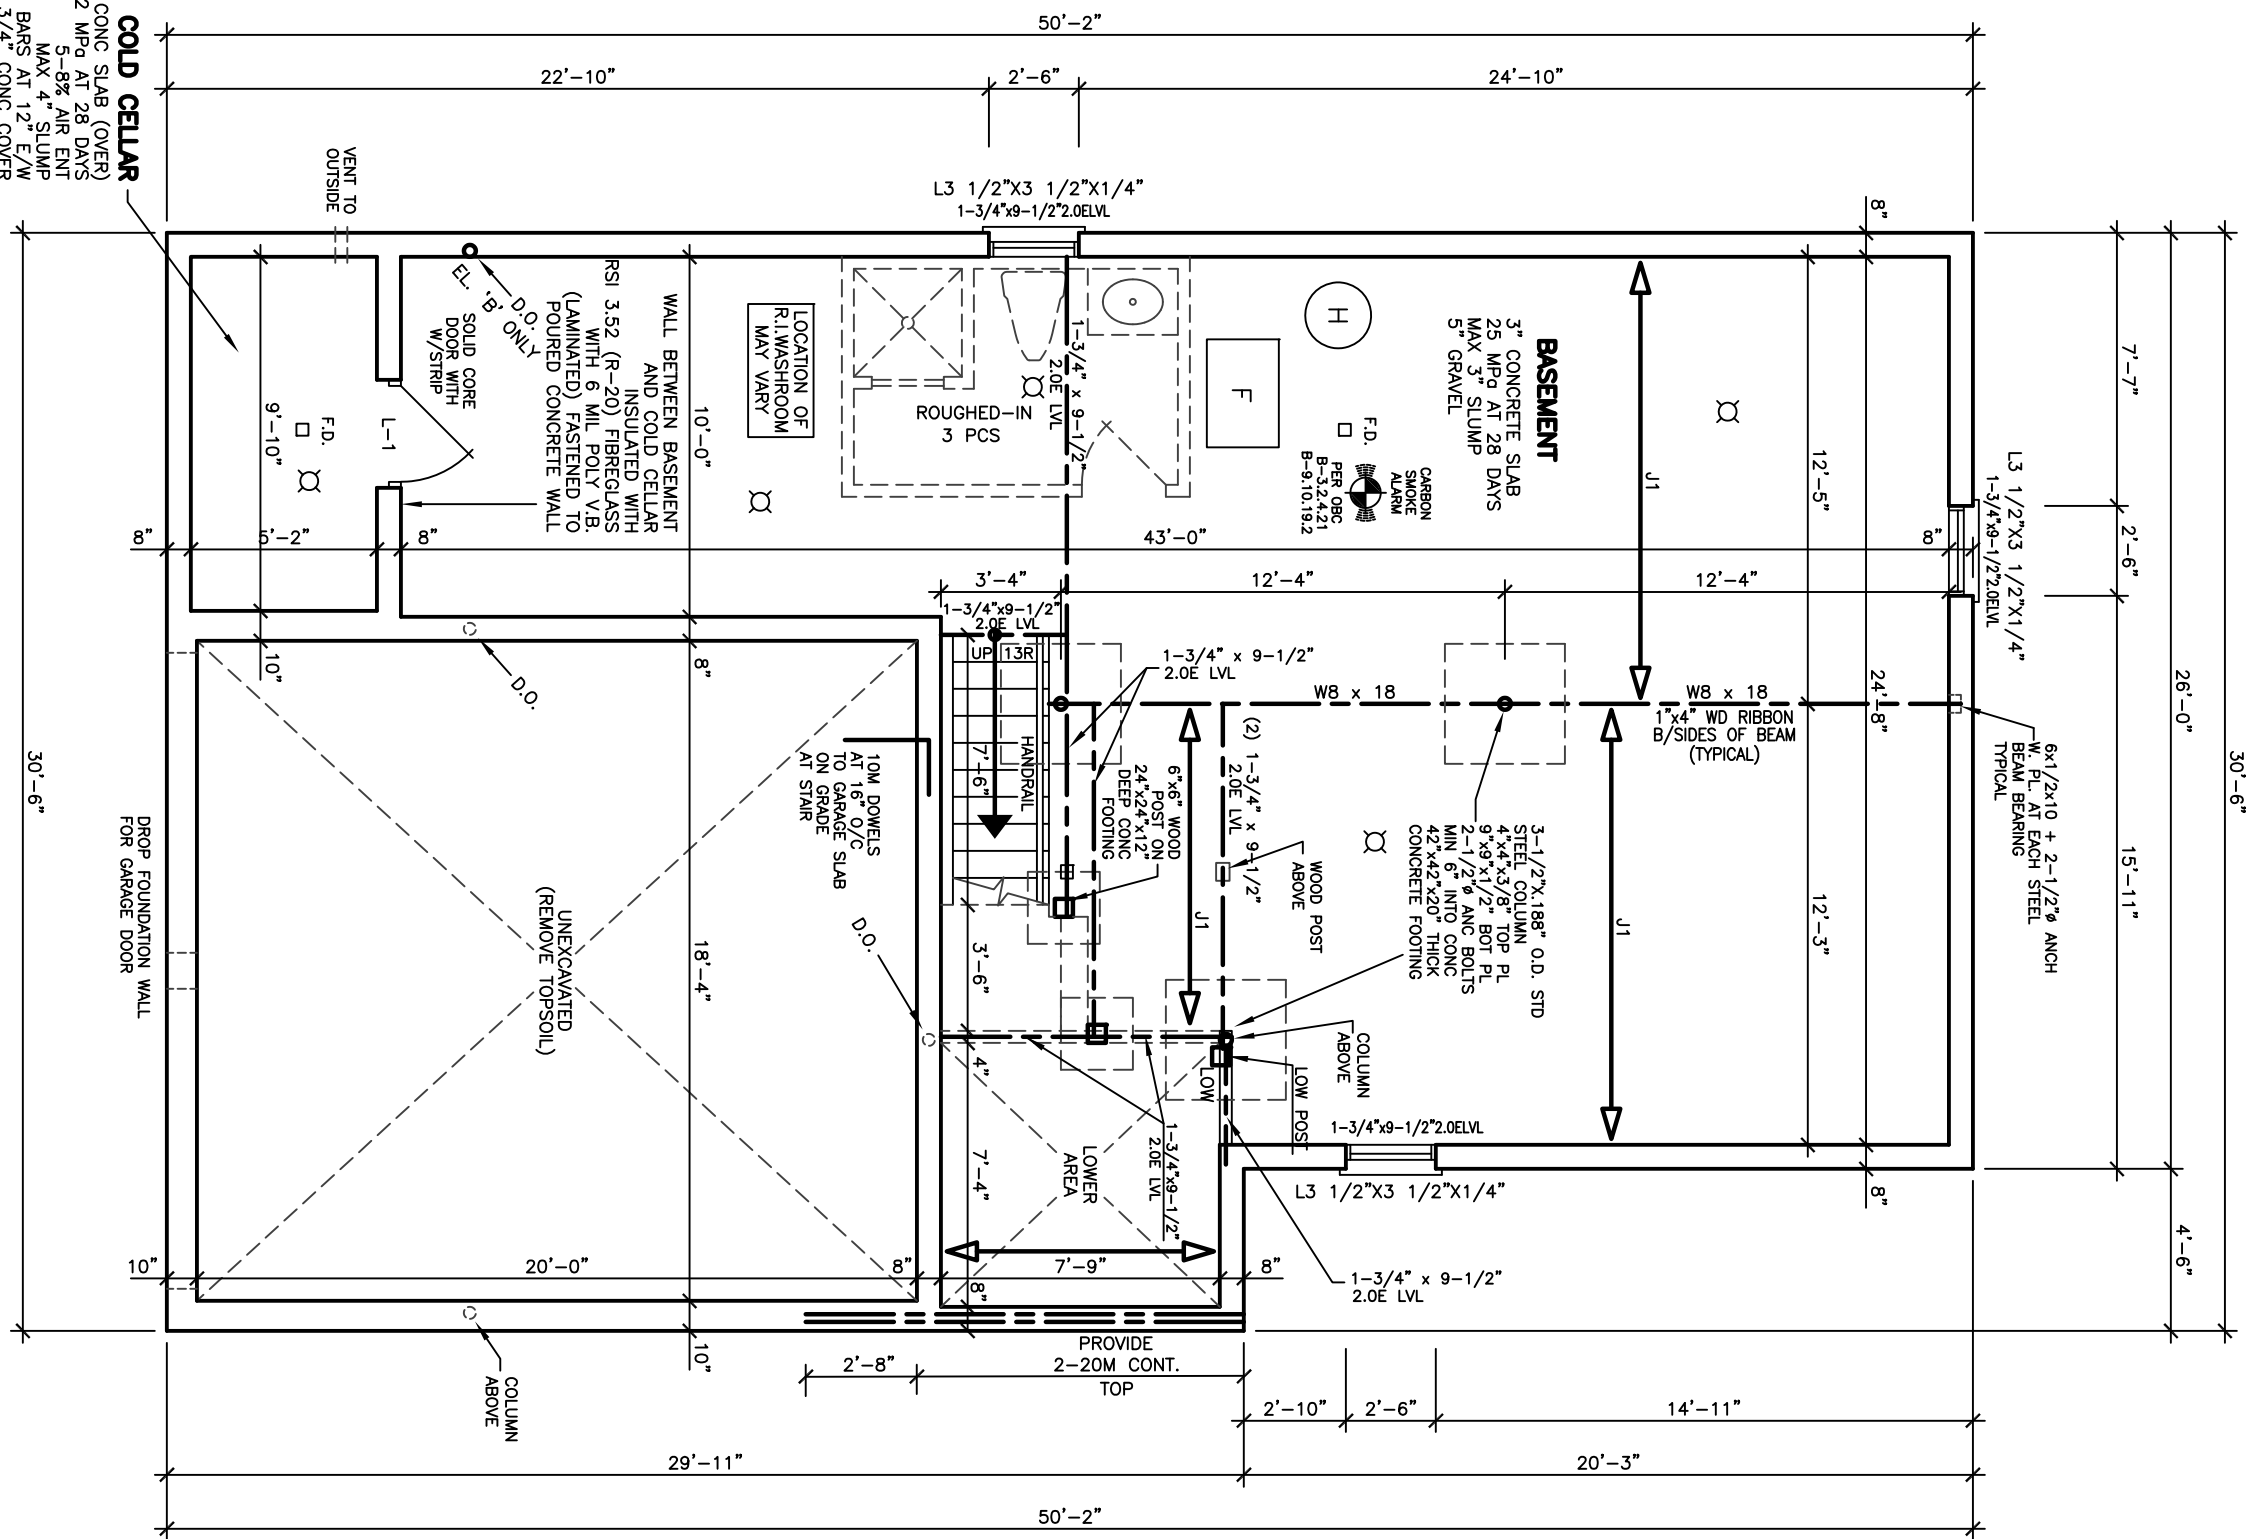 50'-2"
22'-10"
2'-6"
24'-10"
COLD CELLAR
CONC SLAB (OVER)
2 MPa AT 28 DAYS
5-8% AIR ENT
MAX 4" SLUMP
BARS AT 12" E/W
3/4" CONC COVER
VENT TO
OUTSIDE
L3 1/2"X3 1/2"X1/4"
1-3/4"x9-1/2"2.0ELVL
8"
7'-7"
2'-6"
15'-11"
26'-0"
4'-6"
30'-6"
L3 1/2"X3 1/2"X1/4"
1-3/4"x9-1/2"2.0ELVL
D.O.
EL. 'B' ONLY
SOLID CORE
DOOR WITH
W/STRIP
WALL BETWEEN BASEMENT
AND COLD CELLAR
INSULATED WITH
RSI 3.52 (R-20) FIBREGLASS
WITH 6 MIL POLY V.B.
(LAMINATED) FASTENED TO
POURED CONCRETE WALL
LOCATION OF
R.I.WASHROOM
MAY VARY
1-3/4" x 9-1/2"
2.0E LVL
ROUGHED-IN
3 PCS
H
F
BASEMENT
3" CONCRETE SLAB
25 MPa AT 28 DAYS
MAX 3" SLUMP
5" GRAVEL
F.D.
CARBON
SMOKE
ALARM
PER OBC
B-3.2.4.21
B-9.10.19.2
J1
12'-5"
24'-8"
9'-10"
F.D.
L-1
10'-0"
8"
5'-2"
8"
43'-0"
8"
3'-4"
12'-4"
12'-4"
1-3/4"x9-1/2"
2.0E LVL
UP
13R
1-3/4" x 9-1/2"
2.0E LVL
W8 x 18
W8 x 18
1"x4" WD RIBBON
B/SIDES OF BEAM
(TYPICAL)
6x1/2x10 + 2-1/2"ø ANCH
W. PL. AT EACH STEEL
BEAM BEARING
TYPICAL
10"
8"
D.O.
7'-6"
HANDRAIL
10M DOWELS
AT 16" O/C
TO GARAGE SLAB
ON GRADE
AT STAIR
6"x6" WOOD
POST ON
24"x24"x12"
DEEP CONC
FOOTING
(2) 1-3/4" x 9-1/2"
2.0E LVL
J1
WOOD POST
ABOVE
3-1/2"X.188" O.D. STD
STEEL COLUMN
4"x4"x3/8" TOP PL
9"x9"x1/2" BOT PL
2-1/2"ø ANC BOLTS
MIN 6" INTO CONC
42"x42"x20" THICK
CONCRETE FOOTING
J1
12'-3"
30'-6"
DROP FOUNDATION WALL
FOR GARAGE DOOR
UNEXCAVATED
(REMOVE TOPSOIL)
18'-4"
D.O.
3'-6"
4"
7'-4"
8"
COLUMN
ABOVE
LOW POST
LOW
LOWER
AREA
1-3/4"x9-1/2"
2.0E LVL
1-3/4"x9-1/2"2.0ELVL
L3 1/2"X3 1/2"X1/4"
8"
10"
20'-0"
8"
7'-9"
8"
1-3/4" x 9-1/2"
2.0E LVL
10"
PROVIDE
2-20M CONT.
TOP
2'-8"
COLUMN
ABOVE
2'-10"
2'-6"
14'-11"
29'-11"
20'-3"
50'-2"